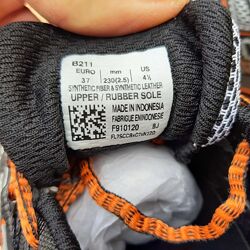 B211
EURO mm US
37 230(2.5) 4½
SYNTHETIC FIBER & SYNTHETIC LEATHER
UPPER / RUBBER SOLE
MADE IN INDONESIA
FABRIQUE EN INDONESIE
F910120 BJ